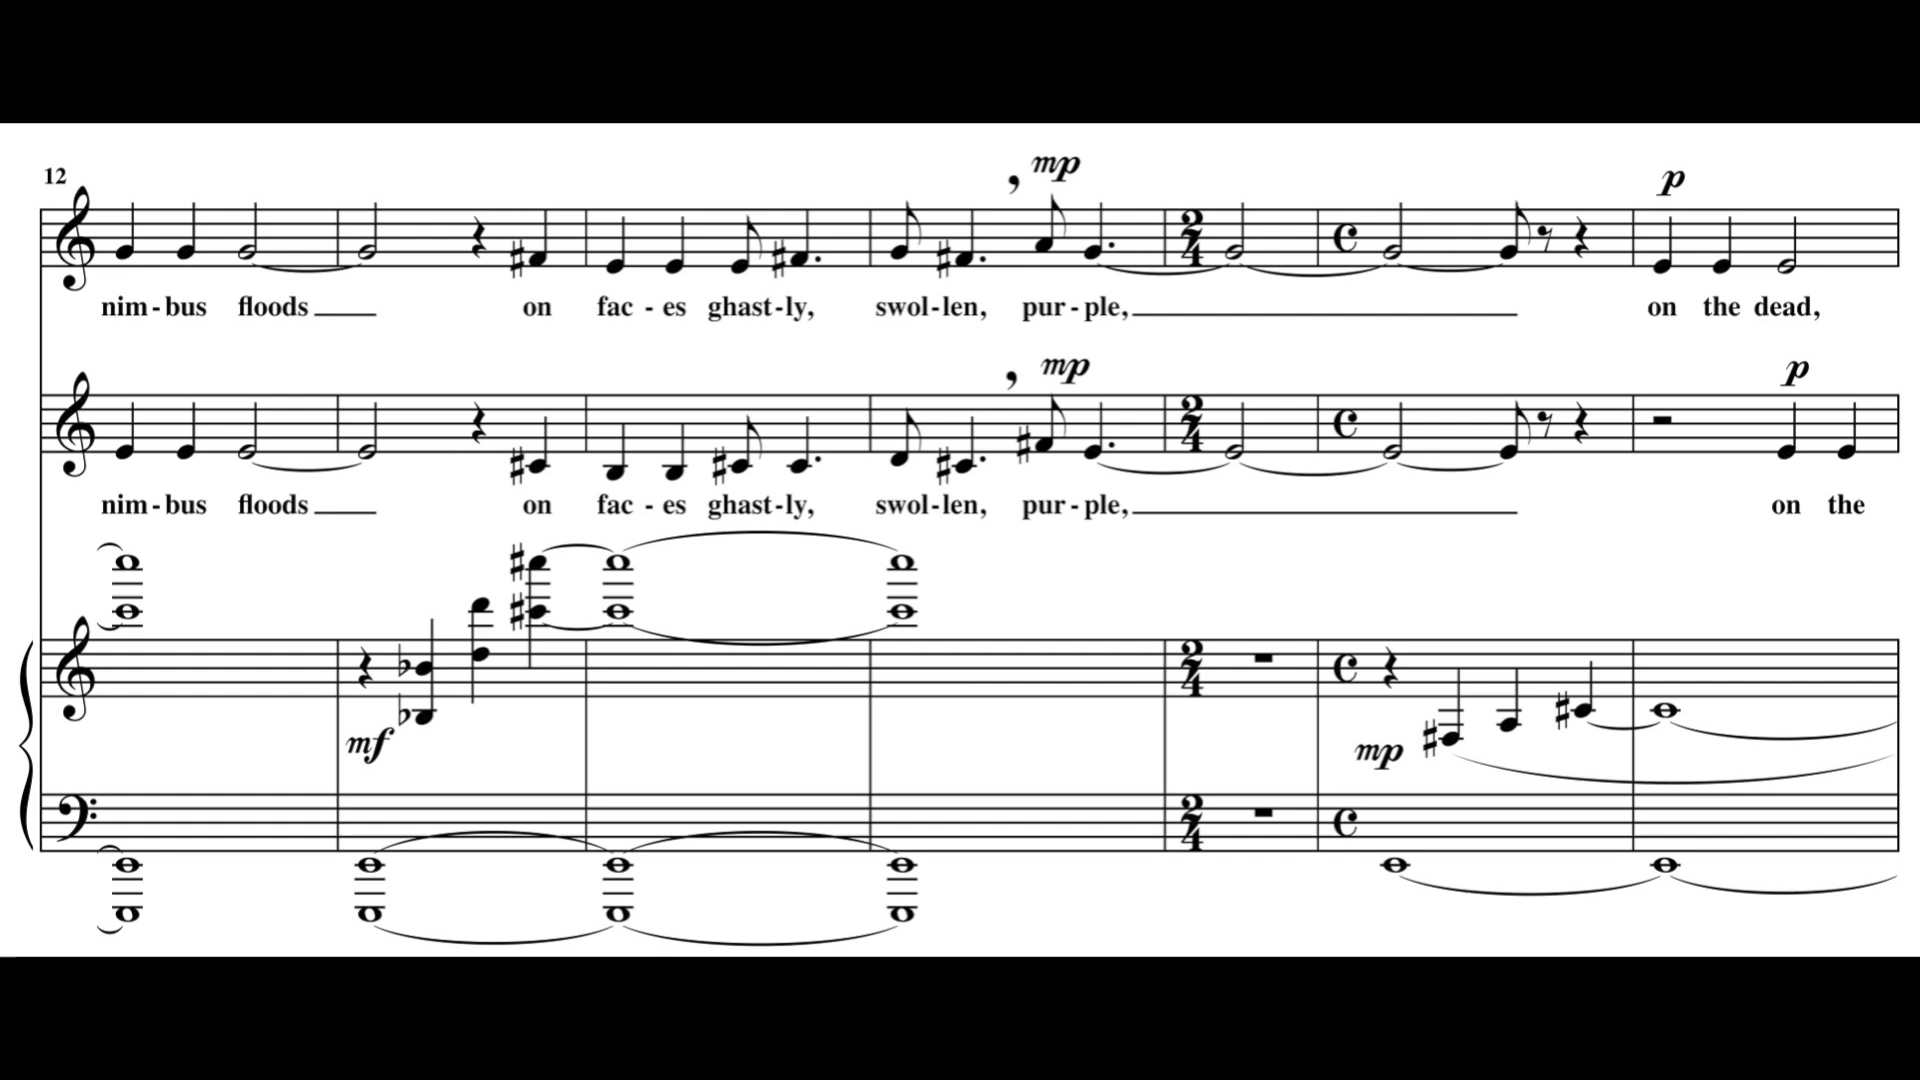 12
mp
p
nim-bus floods on fac-es ghast-ly, swol-len, pur-ple, on the dead,
mp
p
nim-bus floods on fac-es ghast-ly, swol-len, pur-ple, on the
mf
mp